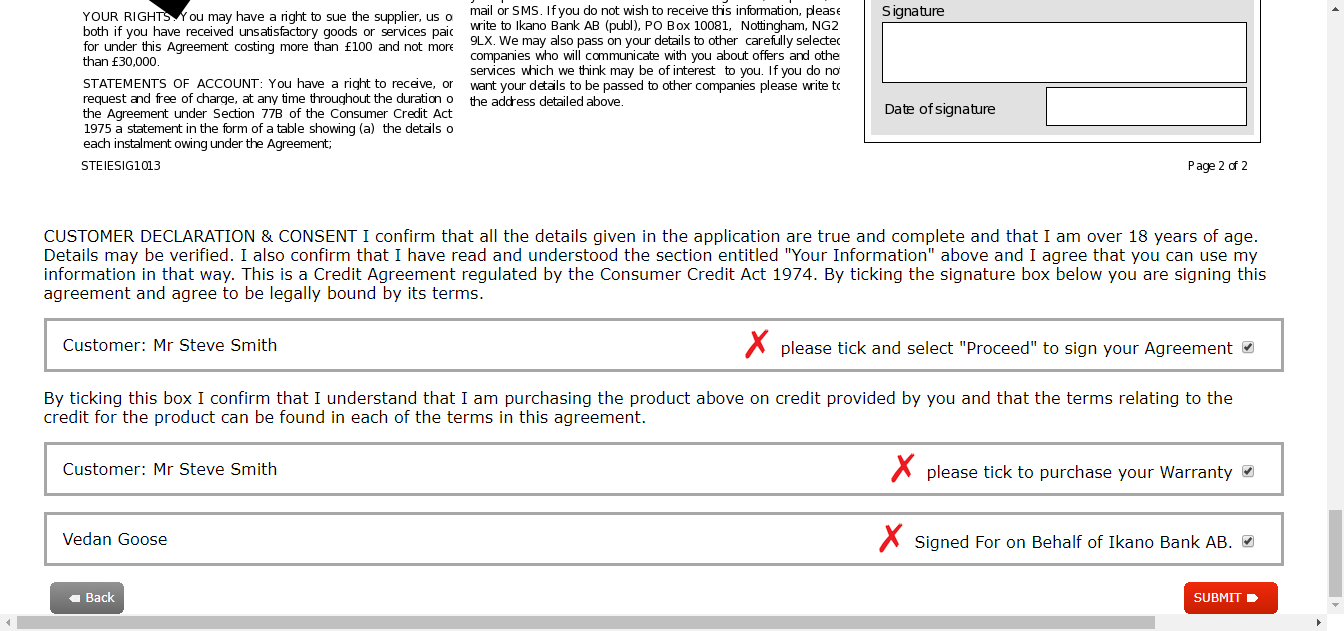 YOUR RIGHTS: You may have a right to sue the supplier, us o
both if you have received unsatisfactory goods or services paid
for under this Agreement costing more than £100 and not more
than £30,000.
STATEMENTS OF ACCOUNT: You have a right to receive, on
request and free of charge, at any time throughout the duration o
the Agreement under Section 77B of the Consumer Credit Act
1975 a statement in the form of a table showing (a) the details o
each instalment owing under the Agreement;
STEIESIG1013
mail or SMS. If you do not wish to receive this information, please
write to Ikano Bank AB (publ), PO Box 10081, Nottingham, NG2
9LX. We may also pass on your details to other carefully selected
companies who will communicate with you about offers and othe
services which we think may be of interest to you. If you do not
want your details to be passed to other companies please write to
the address detailed above.
Signature
Date of signature
Page 2 of 2
CUSTOMER DECLARATION & CONSENT I confirm that all the details given in the application are true and complete and that I am over 18 years of age.
Details may be verified. I also confirm that I have read and understood the section entitled "Your Information" above and I agree that you can use my
information in that way. This is a Credit Agreement regulated by the Consumer Credit Act 1974. By ticking the signature box below you are signing this
agreement and agree to be legally bound by its terms.
Customer: Mr Steve Smith
✗ please tick and select "Proceed" to sign your Agreement
By ticking this box I confirm that I understand that I am purchasing the product above on credit provided by you and that the terms relating to the
credit for the product can be found in each of the terms in this agreement.
Customer: Mr Steve Smith
✗ please tick to purchase your Warranty
Vedan Goose
✗ Signed For on Behalf of Ikano Bank AB.
Back
SUBMIT